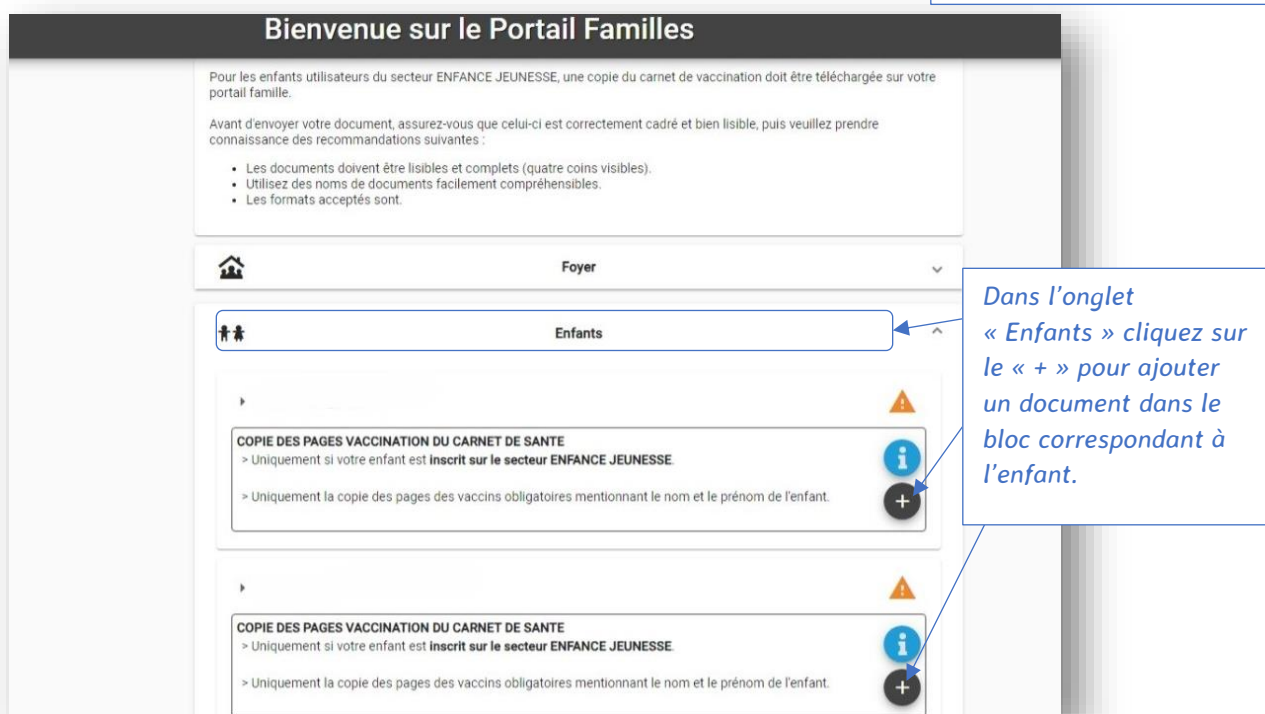 Bienvenue sur le Portail Familles
Pour les enfants utilisateurs du secteur ENFANCE JEUNESSE, une copie du carnet de vaccination doit être téléchargée sur votre
portail famille.
Avant d'envoyer votre document, assurez-vous que celui-ci est correctement cadré et bien lisible, puis veuillez prendre
connaissance des recommandations suivantes :
• Les documents doivent être lisibles et complets (quatre coins visibles).
• Utilisez des noms de documents facilement compréhensibles.
• Les formats acceptés sont.
Foyer
Enfants
COPIE DES PAGES VACCINATION DU CARNET DE SANTE
> Uniquement si votre enfant est inscrit sur le secteur ENFANCE JEUNESSE.
> Uniquement la copie des pages des vaccins obligatoires mentionnant le nom et le prénom de l'enfant.
COPIE DES PAGES VACCINATION DU CARNET DE SANTE
> Uniquement si votre enfant est inscrit sur le secteur ENFANCE JEUNESSE.
> Uniquement la copie des pages des vaccins obligatoires mentionnant le nom et le prénom de l'enfant.
Dans l’onglet
« Enfants » cliquez sur
le « + » pour ajouter
un document dans le
bloc correspondant à
l’enfant.